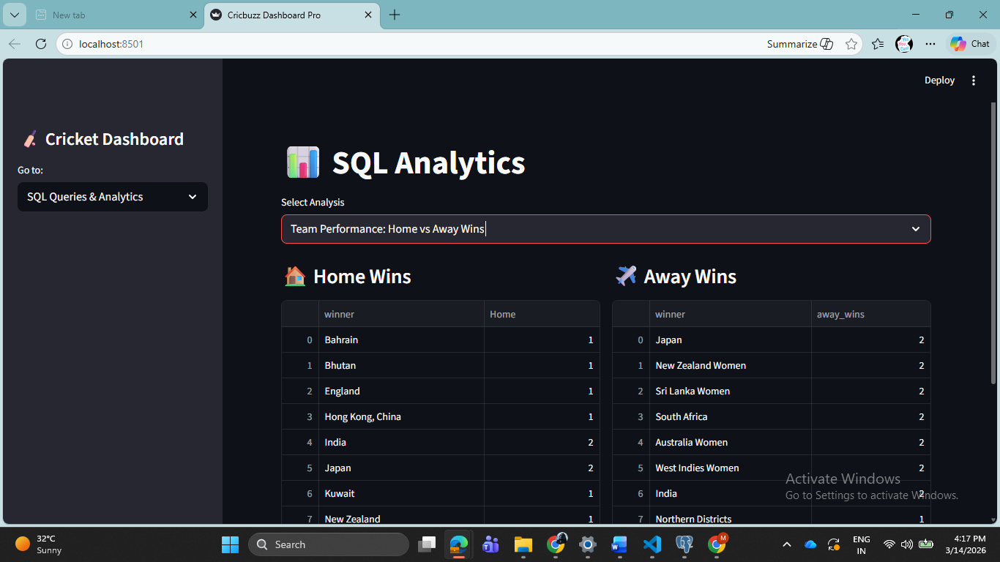 New tab
Cricbuzz Dashboard Pro
localhost:8501
Summarize
Chat
Deploy
Cricket Dashboard
Go to:
SQL Queries & Analytics
SQL Analytics
Select Analysis
Team Performance: Home vs Away Wins
Home Wins
winner Home
0 Bahrain 1
1 Bhutan 1
2 England 1
3 Hong Kong, China 1
4 India 2
5 Japan 2
6 Kuwait 1
7 New Zealand 1
Away Wins
winner away_wins
0 Japan 2
1 New Zealand Women 2
2 Sri Lanka Women 2
3 South Africa 2
4 Australia Women 2
5 West Indies Women 2
6 India 2
7 Northern Districts 1
Activate Windows
Go to Settings to activate Windows.
32°C
Sunny
Search
ENG
IN
4:17 PM
3/14/2026